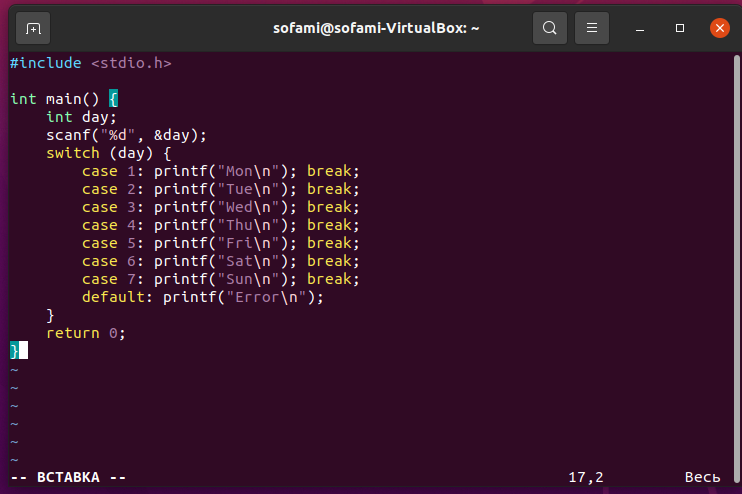 sofami@sofami-VirtualBox: ~
#include <stdio.h>

int main() {
    int day;
    scanf("%d", &day);
    switch (day) {
        case 1: printf("Mon\n"); break;
        case 2: printf("Tue\n"); break;
        case 3: printf("Wed\n"); break;
        case 4: printf("Thu\n"); break;
        case 5: printf("Fri\n"); break;
        case 6: printf("Sat\n"); break;
        case 7: printf("Sun\n"); break;
        default: printf("Error\n");
    }
    return 0;
}
~
~
~
~
~
~
-- ВСТАВКА -- 17,2 Весь